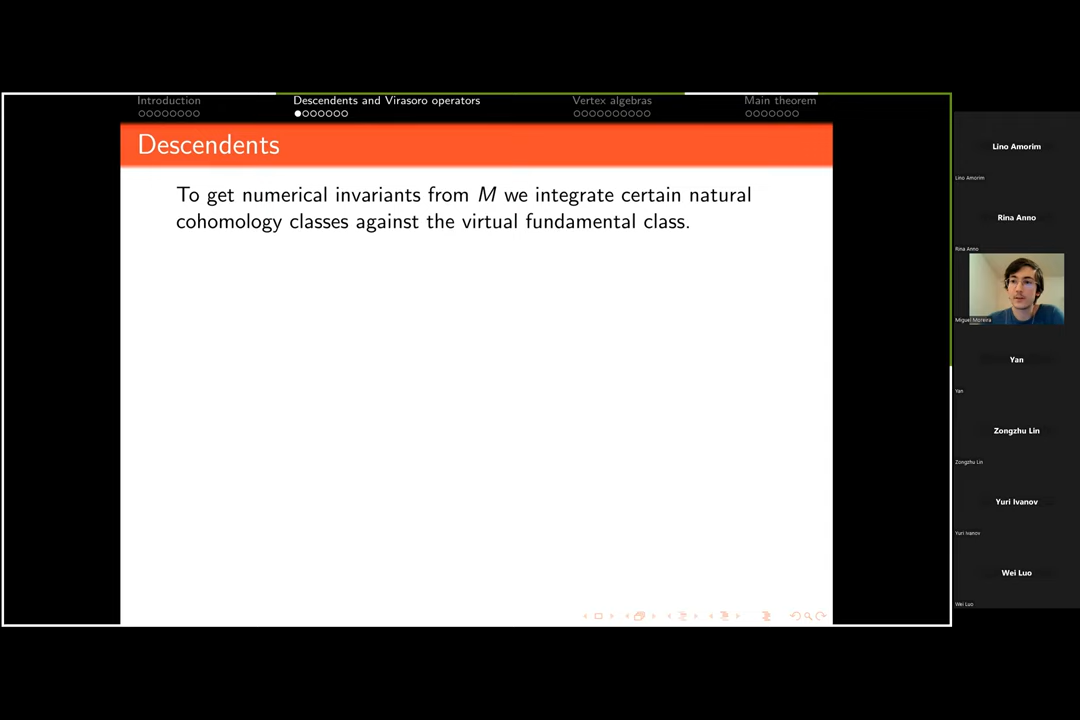 Introduction
Descendents and Virasoro operators
Vertex algebras
Main theorem
Descendents
To get numerical invariants from M we integrate certain natural
cohomology classes against the virtual fundamental class.
Lino Amorim
Lino Amorim
Rina Anno
Rina Anno
Miguel Moreira
Yan
Yan
Zongzhu Lin
Zongzhu Lin
Yuri Ivanov
Yuri Ivanov
Wei Luo
Wei Luo